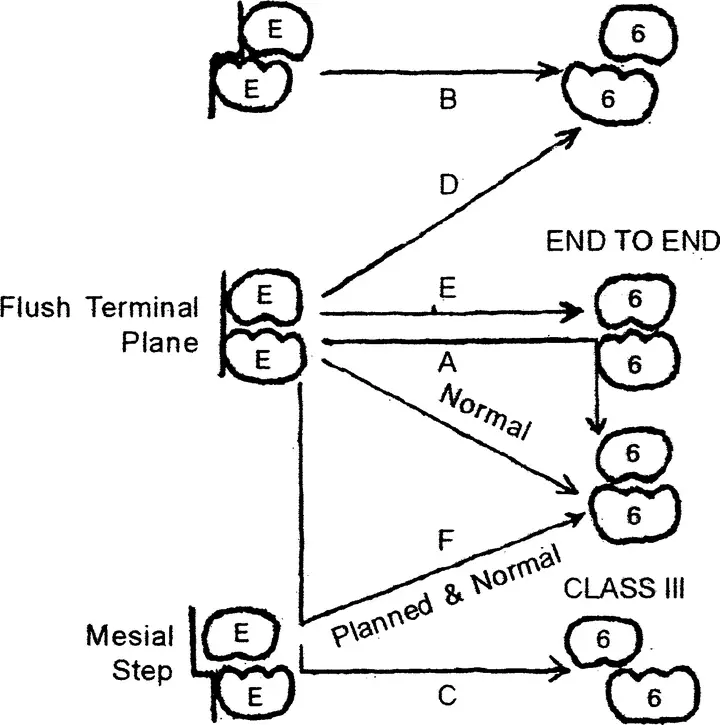 E
6
E
B
6
D
END TO END
Flush Terminal
Plane
E
E
6
E
A
6
Normal
6
6
F
Planned & Normal
CLASS III
Mesial
Step
E
6
E
C
6